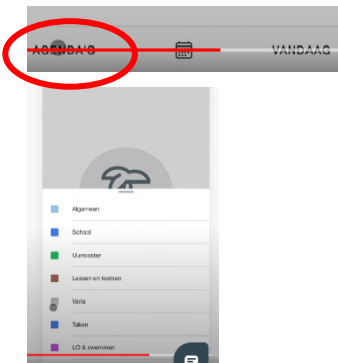 AGENDA'S VANDAAG
Algemeen
School
Uurrooster
Lessen en toetsen
Varia
Taken
LO & zwemmen